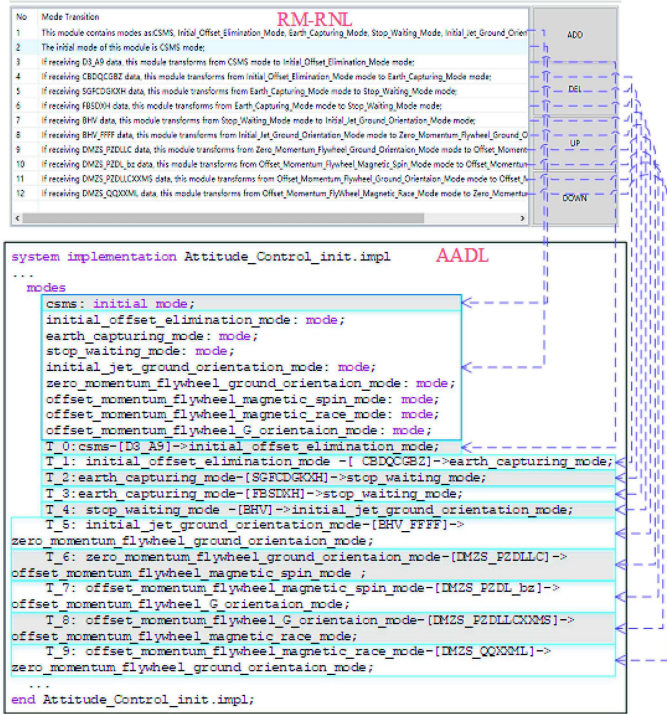 No Mode Transition RM-RNL
1 This module contains modes as:CSMS, Initial_Offset_Elimination_Mode, Earth_Capturing_Mode, Stop_Waiting_Mode, Initial_Jet_Ground_Orien
2 The initial mode of this module is CSMS mode;
3 If receiving D3_A9 data, this module transforms from CSMS mode to Initial_Offset_Elimination_Mode mode;
4 If receiving CBDQCGBZ data, this module transforms from Initial_Offset_Elimination_Mode mode to Earth_Capturing_Mode mode;
5 If receiving SGFCDGKXH data, this module transforms from Earth_Capturing_Mode mode to Stop_Waiting_Mode mode;
6 If receiving FBSDXH data, this module transforms from Earth_Capturing_Mode mode to Stop_Waiting_Mode mode;
7 If receiving BHV data, this module transforms from Stop_Waiting_Mode mode to Initial_Jet_Ground_Orientation_Mode mode;
8 If receiving BHV_FFFF data, this module transforms from Initial_Jet_Ground_Orientation_Mode mode to Zero_Momentum_Flywheel_Ground_O
9 If receiving DMZS_PZDLLC data, this module transforms from Zero_Momentum_Flywheel_Ground_Orientaion_Mode mode to Offset_Moment
10 If receiving DMZS_PZDL_bz data, this module transforms from Offset_Momentum_Flywheel_Magnetic_Spin_Mode mode to Offset_Momentum
11 If receiving DMZS_PZDLLCXXMS data, this module transforms from Offset_Momentum_Flywheel_Ground_Orientaion_Mode mode to Offset_M
12 If receiving DMZS_QQXXML data, this module transforms from Offset_Momentum_FlyWheel_Magnetic_Race_Mode mode to Zero_Momentur
ADD
DEL
UP
DOWN
system implementation Attitude_Control_init.impl AADL
...
modes
csms: initial mode;
initial_offset_elimination_mode: mode;
earth_capturing_mode: mode;
stop_waiting_mode: mode;
initial_jet_ground_orientation_mode: mode;
zero_momentum_flywheel_ground_orientaion_mode: mode;
offset_momentum_flywheel_magnetic_spin_mode: mode;
offset_momentum_flywheel_magnetic_race_mode: mode;
offset_momentum_flywheel_G_orientaion_mode: mode;
T_0:csms-[D3_A9]->initial_offset_elimination_mode;
T_1: initial_offset_elimination_mode -[ CBDQCGBZ]->earth_capturing_mode;
T_2:earth_capturing_mode-[SGFCDGKXH]->stop_waiting_mode;
T_3:earth_capturing_mode-[FBSDXH]->stop_waiting_mode;
T_4: stop_waiting_mode -[BHV]->initial_jet_ground_orientation_mode;
T_5: initial_jet_ground_orientation_mode-[BHV_FFFF]->
zero_momentum_flywheel_ground_orientaion_mode;
T_6: zero_momentum_flywheel_ground_orientaion_mode-[DMZS_PZDLLC]->
offset_momentum_flywheel_magnetic_spin_mode ;
T_7: offset_momentum_flywheel_magnetic_spin_mode-[DMZS_PZDL_bz]->
offset_momentum_flywheel_G_orientaion_mode;
T_8: offset_momentum_flywheel_G_orientaion_mode-[DMZS_PZDLLCXXMS]->
offset_momentum_flywheel_magnetic_race_mode;
T_9: offset_momentum_flywheel_magnetic_race_mode-[DMZS_QQXXML]->
zero_momentum_flywheel_ground_orientaion_mode;
...
end Attitude_Control_init.impl;